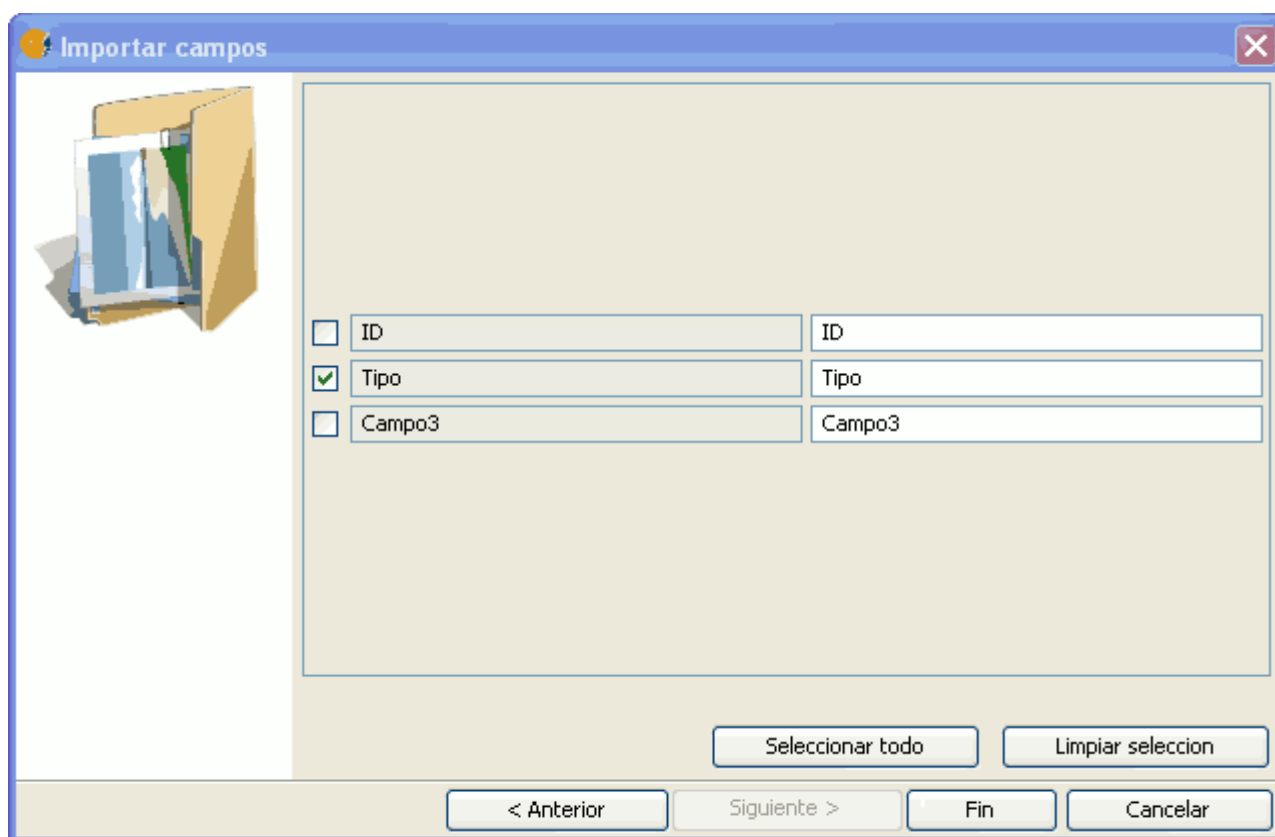 Importar campos
ID ID
Tipo Tipo
Campo3 Campo3
Seleccionar todo Limpiar seleccion
< Anterior Siguiente > Fin Cancelar